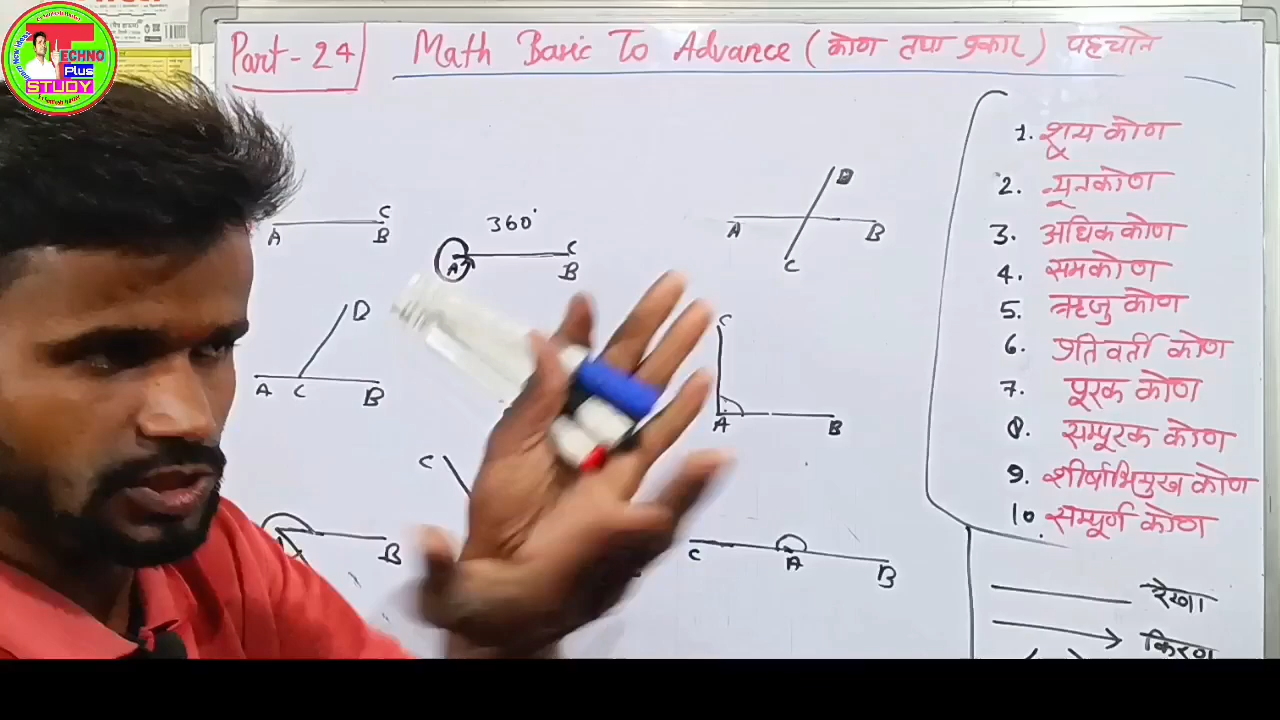 TECHNO
Plus
STUDY
Part-24
Math Basic To Advance (कोण तथा प्रकार) पहचाने
1. शून्य कोण
2. न्यूनकोण
3. अधिक कोण
4. समकोण
5. ऋजु कोण
6. प्रतिवर्ती कोण
7. पूरक कोण
8. सम्पूरक कोण
9. शीर्षाभिमुख कोण
10. सम्पूर्ण कोण
रेखा
किरण
A C B
360°
A C B
A D B C
A C B D
C A B
C
B
C A B